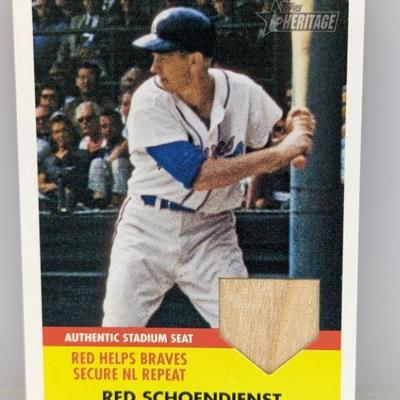 Topps
HERITAGE
AUTHENTIC STADIUM SEAT
RED HELPS BRAVES
SECURE NL REPEAT
RED SCHOENDIENST